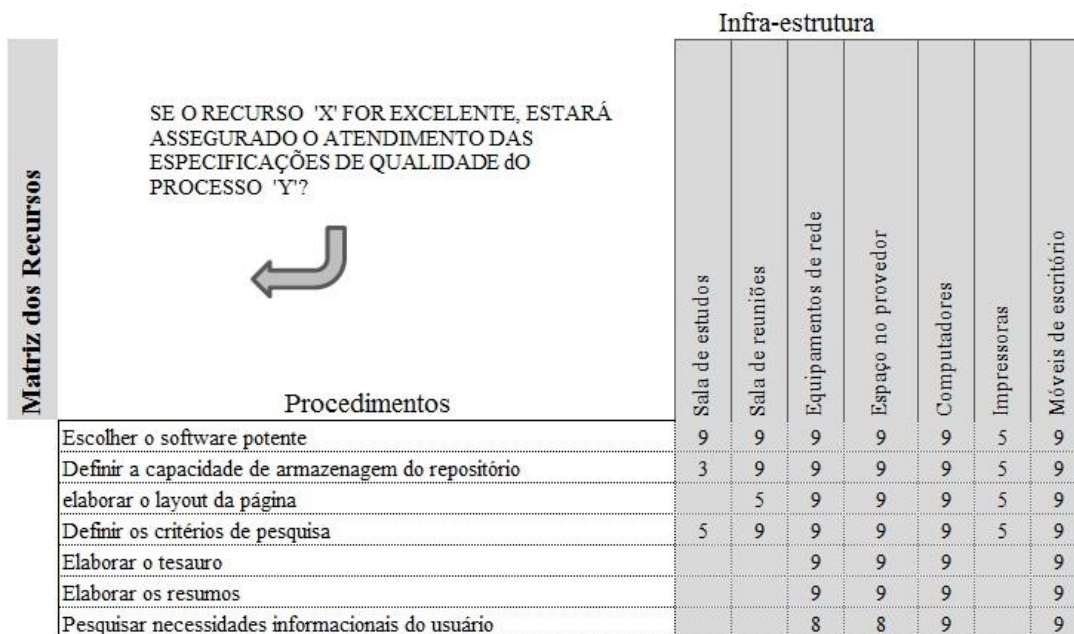 Infra-estrutura
Matriz dos Recursos
SE O RECURSO 'X' FOR EXCELENTE, ESTARÁ
ASSEGURADO O ATENDIMENTO DAS
ESPECIFICAÇÕES DE QUALIDADE dO
PROCESSO 'Y'?
Procedimentos
Sala de estudos
Sala de reuniões
Equipamentos de rede
Espaço no provedor
Computadores
Impressoras
Móveis de escritório
Escolher o software potente 9 9 9 9 9 5 9
Definir a capacidade de armazenagem do repositório 3 9 9 9 9 5 9
elaborar o layout da página 5 9 9 9 5 9
Definir os critérios de pesquisa 5 9 9 9 9 5 9
Elaborar o tesauro 9 9 9 9
Elaborar os resumos 9 9 9 9
Pesquisar necessidades informacionais do usuário 8 8 9 9